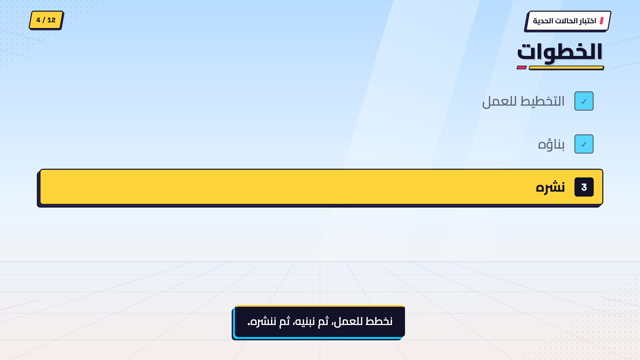 اختبار الحالات الحدية
4 / 12
الخطوات
✓ التخطيط للعمل
✓ بناؤه
3 نشره
نخطط للعمل، ثم نبنيه، ثم ننشره.